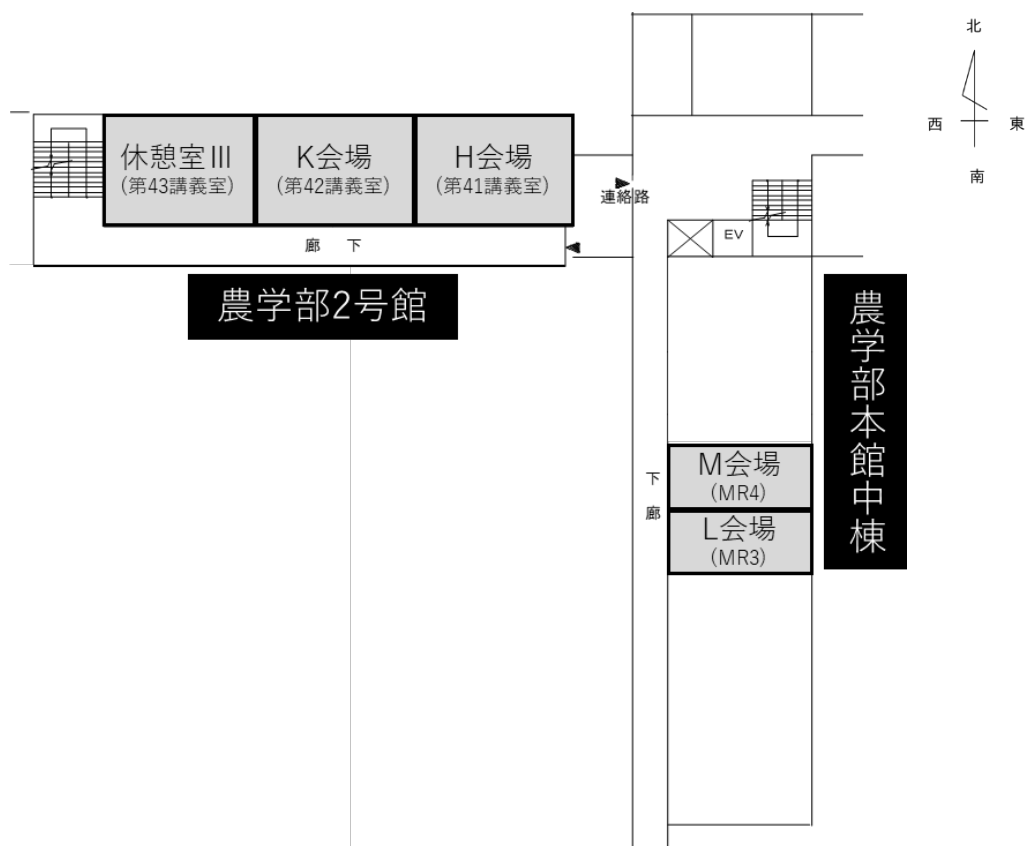 北
西 東
南
休憩室Ⅲ
(第43講義室)
K会場
(第42講義室)
H会場
(第41講義室)
連絡路
廊 下
EV
農学部2号館
農学部本館中棟
M会場
(MR4)
下
廊
L会場
(MR3)